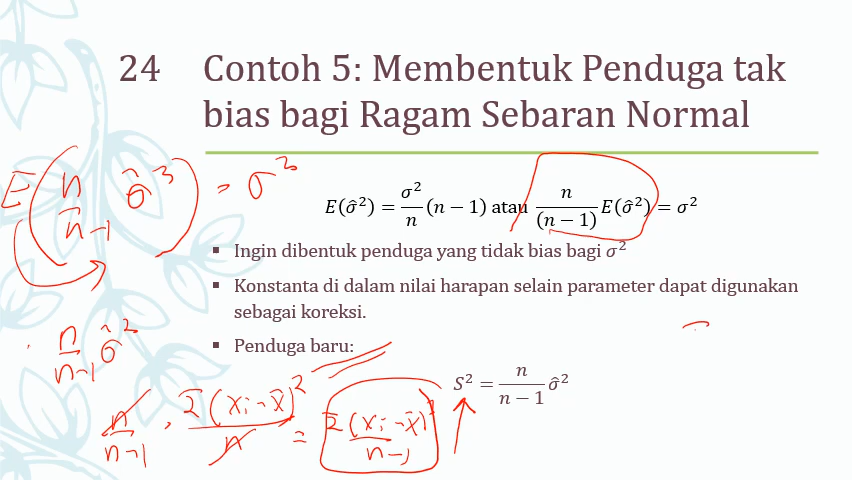 24
Contoh 5: Membentuk Penduga tak
bias bagi Ragam Sebaran Normal
E(σ̂²) = σ²/n (n − 1) atau n/(n − 1) E(σ̂²) = σ²
E( n/(n−1) σ̂² ) = σ²
▪ Ingin dibentuk penduga yang tidak bias bagi σ²
▪ Konstanta di dalam nilai harapan selain parameter dapat digunakan
sebagai koreksi.
n/(n−1) σ̂²
▪ Penduga baru:
S² = n/(n − 1) σ̂²
n/(n−1) · Σ(xi − x̄)²/n = Σ(xi − x̄)²/(n−1)